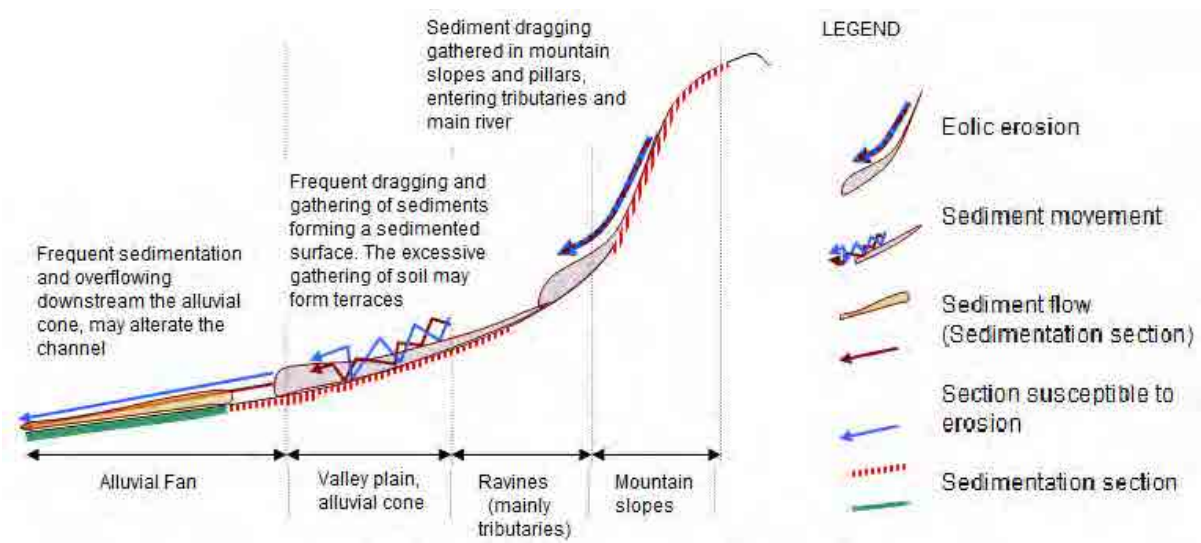 Sediment dragging
gathered in mountain
slopes and pillars,
entering tributaries and
main river
LEGEND
Eolic erosion
Frequent dragging and
gathering of sediments
forming a sedimented
surface. The excessive
gathering of soil may
form terraces
Sediment movement
Frequent sedimentation
and overflowing
downstream the alluvial
cone, may alterate the
channel
Sediment flow
(Sedimentation section)
Section susceptible to
erosion
Sedimentation section
Alluvial Fan
Valley plain,
alluvial cone
Ravines
(mainly
tributaries)
Mountain
slopes